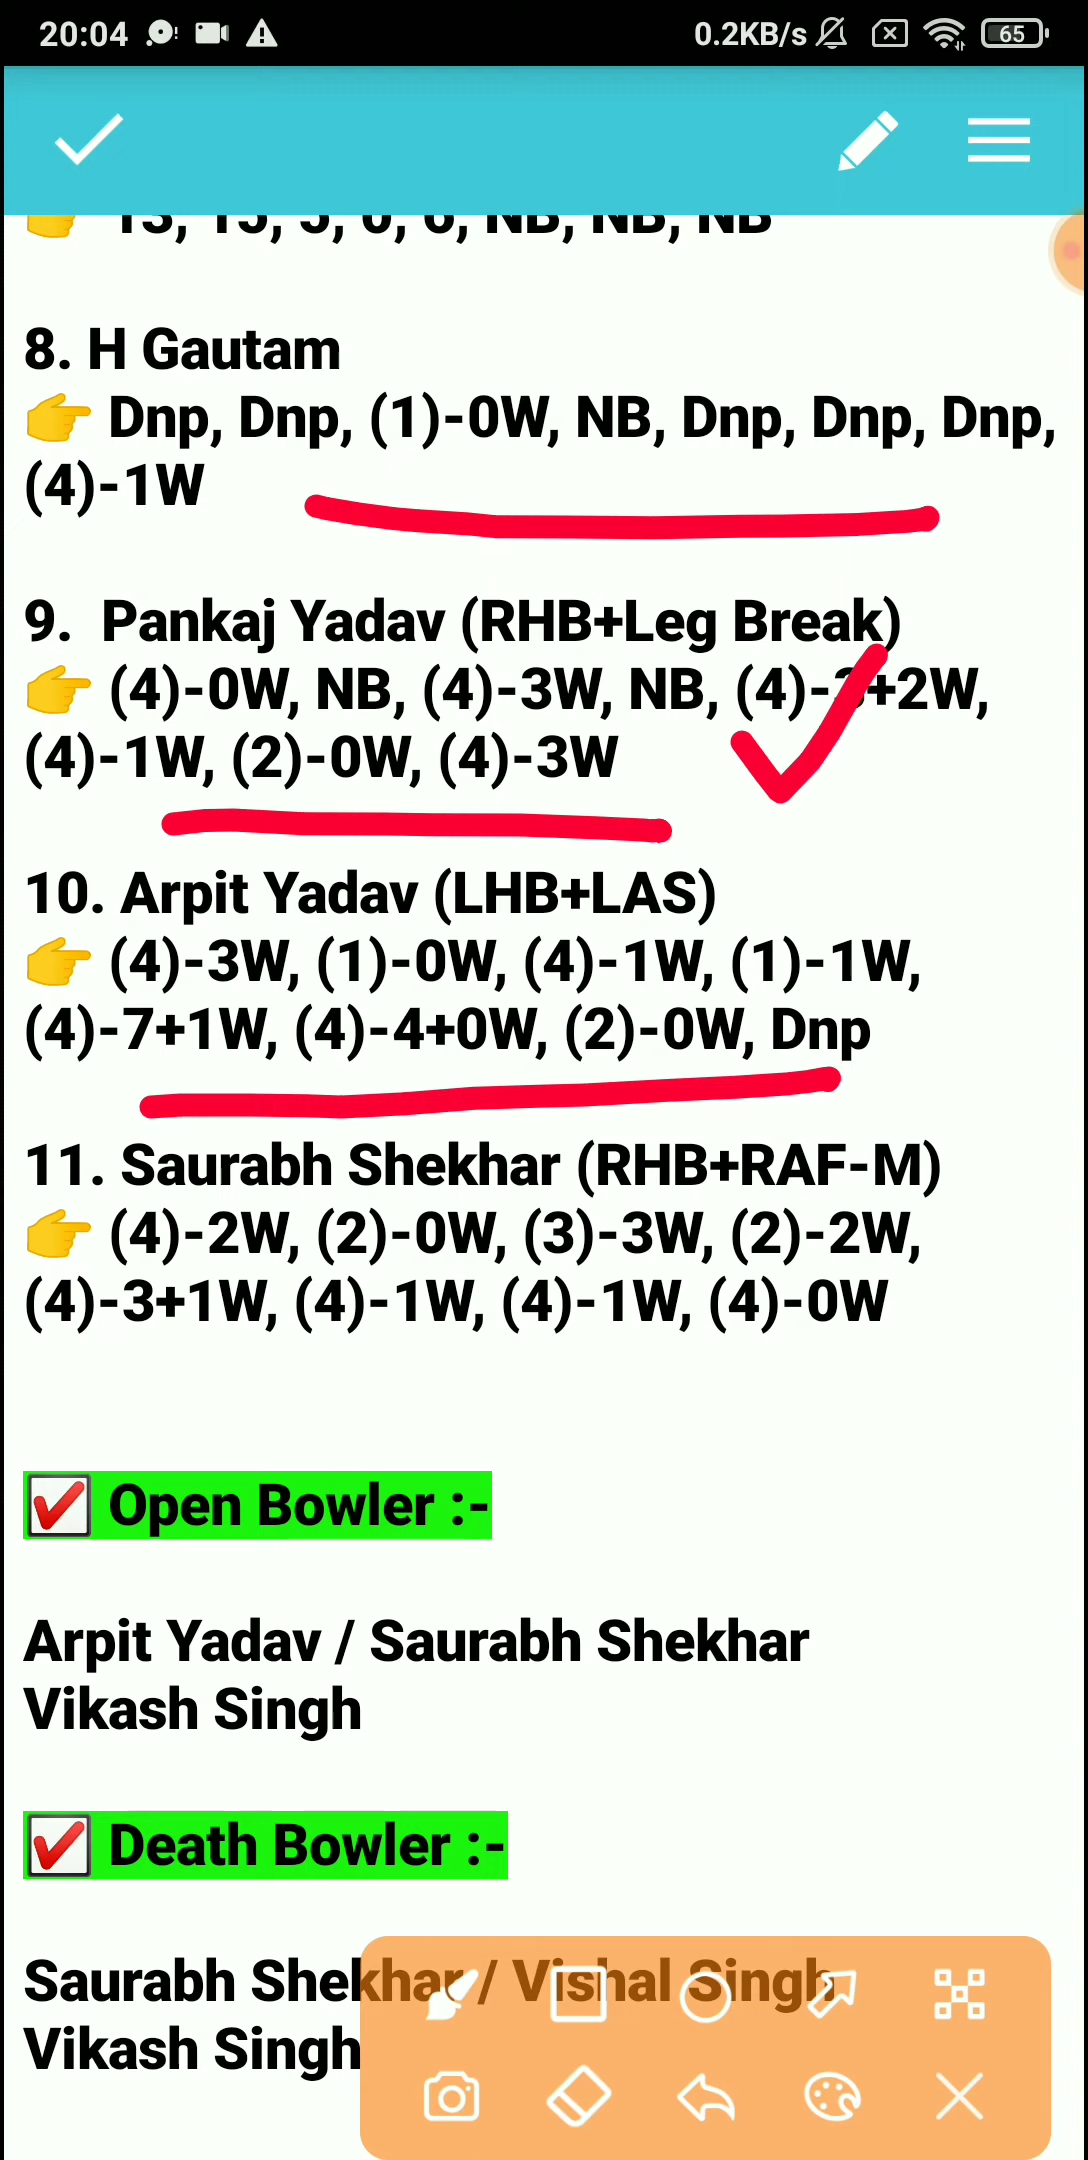 20:04 0.2KB/s 65
8. H Gautam
👉 Dnp, Dnp, (1)-0W, NB, Dnp, Dnp, Dnp,
(4)-1W
9. Pankaj Yadav (RHB+Leg Break)
👉 (4)-0W, NB, (4)-3W, NB, +2W,
(4)-1W, (2)-0W, (4)-3W
10. Arpit Yadav (LHB+LAS)
👉 (4)-3W, (1)-0W, (4)-1W, (1)-1W,
(4)-7+1W, (4)-4+0W, (2)-0W, Dnp
11. Saurabh Shekhar (RHB+RAF-M)
👉 (4)-2W, (2)-0W, (3)-3W, (2)-2W,
(4)-3+1W, (4)-1W, (4)-1W, (4)-0W
☑ Open Bowler :-
Arpit Yadav / Saurabh Shekhar
Vikash Singh
☑ Death Bowler :-
Saurabh Shekhar / Vishal Singh
Vikash Singh